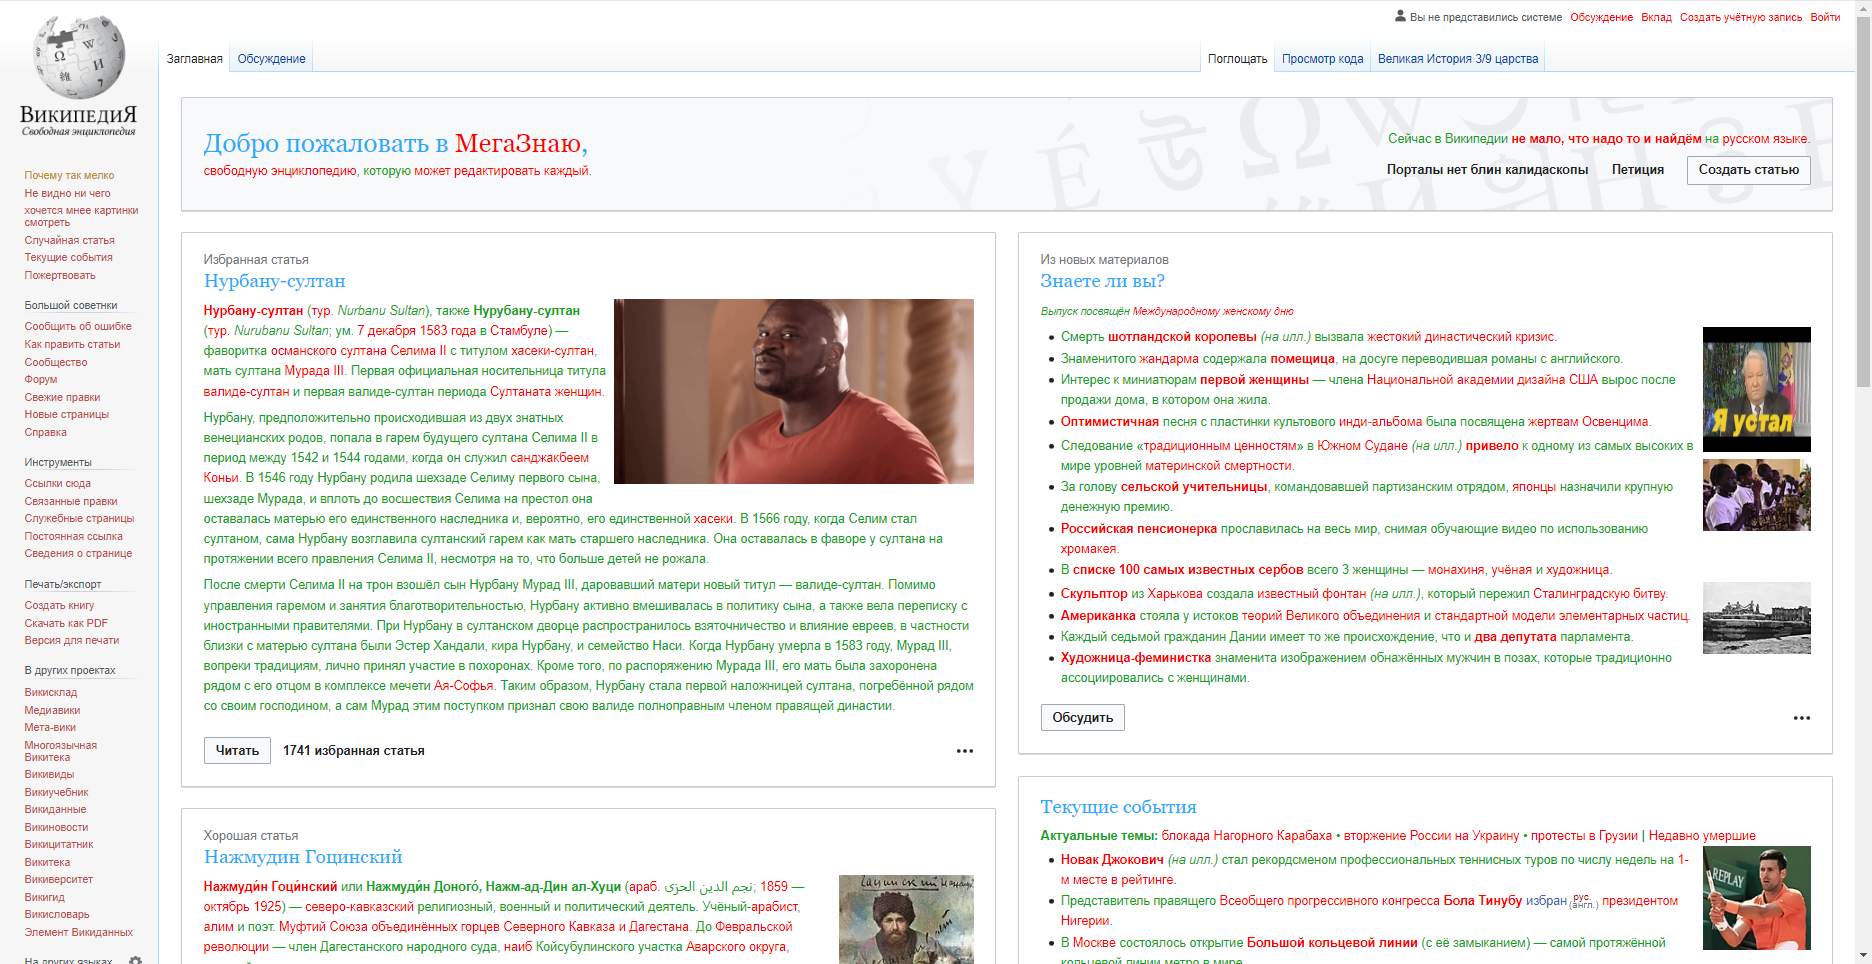 Вы не представились системе Обсуждение Вклад Создать учётную запись Войти
Заглавная Обсуждение Поглощать Просмотр кода Великая История 3/9 царства
ВикипедиЯ
Свободная энциклопедия
Почему так мелко
Не видно ни чего
хочется мнее картинки
смотреть
Случайная статья
Текущие события
Пожертвовать
Большой советнки
Сообщить об ошибке
Как править статьи
Сообщество
Форум
Свежие правки
Новые страницы
Справка
Инструменты
Ссылки сюда
Связанные правки
Служебные страницы
Постоянная ссылка
Сведения о странице
Печать/экспорт
Создать книгу
Скачать как PDF
Версия для печати
В других проектах
Викисклад
Медиавики
Мета-вики
Многоязычная
Викитека
Викивиды
Викиучебник
Викиданные
Викиновости
Викицитатник
Викитека
Викиверситет
Викигид
Викисловарь
Элемент Викиданных
На других языках
Добро пожаловать в МегаЗнаю,
свободную энциклопедию, которую может редактировать каждый.
Сейчас в Википедии не мало, что надо то и найдём на русском языке.
Порталы нет блин калидаскопы Петиция Создать статью
Избранная статья
Нурбану-султан
Нурбану-султан (тур. Nurbanu Sultan), также Нурубану-султан
(тур. Nurubanu Sultan; ум. 7 декабря 1583 года в Стамбуле) —
фаворитка османского султана Селима II с титулом хасеки-султан,
мать султана Мурада III. Первая официальная носительница титула
валиде-султан и первая валиде-султан периода Султаната женщин.
Нурбану, предположительно происходившая из двух знатных
венецианских родов, попала в гарем будущего султана Селима II в
период между 1542 и 1544 годами, когда он служил санджакбеем
Коньи. В 1546 году Нурбану родила шехзаде Селиму первого сына,
шехзаде Мурада, и вплоть до восшествия Селима на престол она
оставалась матерью его единственного наследника и, вероятно, его единственной хасеки. В 1566 году, когда Селим стал
султаном, сама Нурбану возглавила султанский гарем как мать старшего наследника. Она оставалась в фаворе у султана на
протяжении всего правления Селима II, несмотря на то, что больше детей не рожала.
После смерти Селима II на трон взошёл сын Нурбану Мурад III, даровавший матери новый титул — валиде-султан. Помимо
управления гаремом и занятия благотворительностью, Нурбану активно вмешивалась в политику сына, а также вела переписку с
иностранными правителями. При Нурбану в султанском дворце распространилось взяточничество и влияние евреев, в частности
близки с матерью султана были Эстер Хандали, кира Нурбану, и семейство Наси. Когда Нурбану умерла в 1583 году, Мурад III,
вопреки традициям, лично принял участие в похоронах. Кроме того, по распоряжению Мурада III, его мать была захоронена
рядом с его отцом в комплексе мечети Ая-Софья. Таким образом, Нурбану стала первой наложницей султана, погребённой рядом
со своим господином, а сам Мурад этим поступком признал свою валиде полноправным членом правящей династии.
Читать 1741 избранная статья
Хорошая статья
Нажмудин Гоцинский
Нажмуди́н Гоци́нский или Нажмуди́н Доного́, Нажм-ад-Дин ал-Хуци (араб. نجم الدين الحزى; 1859 —
октябрь 1925) — северо-кавказский религиозный, военный и политический деятель. Учёный-арабист,
алим и поэт. Муфтий Союза объединённых горцев Северного Кавказа и Дагестана. До Февральской
революции — член Дагестанского народного суда, наиб Койсубулинского участка Аварского округа,
Из новых материалов
Знаете ли вы?
Выпуск посвящён Международному женскому дню
Смерть шотландской королевы (на илл.) вызвала жестокий династический кризис.
Знаменитого жандарма содержала помещица, на досуге переводившая романы с английского.
Интерес к миниатюрам первой женщины — члена Национальной академии дизайна США вырос после
продажи дома, в котором она жила.
Оптимистичная песня с пластинки культового инди-альбома была посвящена жертвам Освенцима.
Следование «традиционным ценностям» в Южном Судане (на илл.) привело к одному из самых высоких в
мире уровней материнской смертности.
За голову сельской учительницы, командовавшей партизанским отрядом, японцы назначили крупную
денежную премию.
Российская пенсионерка прославилась на весь мир, снимая обучающие видео по использованию
хромакея.
В списке 100 самых известных сербов всего 3 женщины — монахиня, учёная и художница.
Скульптор из Харькова создала известный фонтан (на илл.), который пережил Сталинградскую битву.
Американка стояла у истоков теорий Великого объединения и стандартной модели элементарных частиц.
Каждый седьмой гражданин Дании имеет то же происхождение, что и два депутата парламента.
Художница-феминистка знаменита изображением обнажённых мужчин в позах, которые традиционно
ассоциировались с женщинами.
Я устал
Обсудить
Текущие события
Актуальные темы: блокада Нагорного Карабаха • вторжение России на Украину • протесты в Грузии | Недавно умершие
Новак Джокович (на илл.) стал рекордсменом профессиональных теннисных туров по числу недель на 1-
м месте в рейтинге.
Представитель правящего Всеобщего прогрессивного конгресса Бола Тинубу избран рус. (англ.) президентом
Нигерии.
В Москве состоялось открытие Большой кольцевой линии (с её замыканием) — самой протяжённой
кольцевой линии метро в мире.
REPLAY